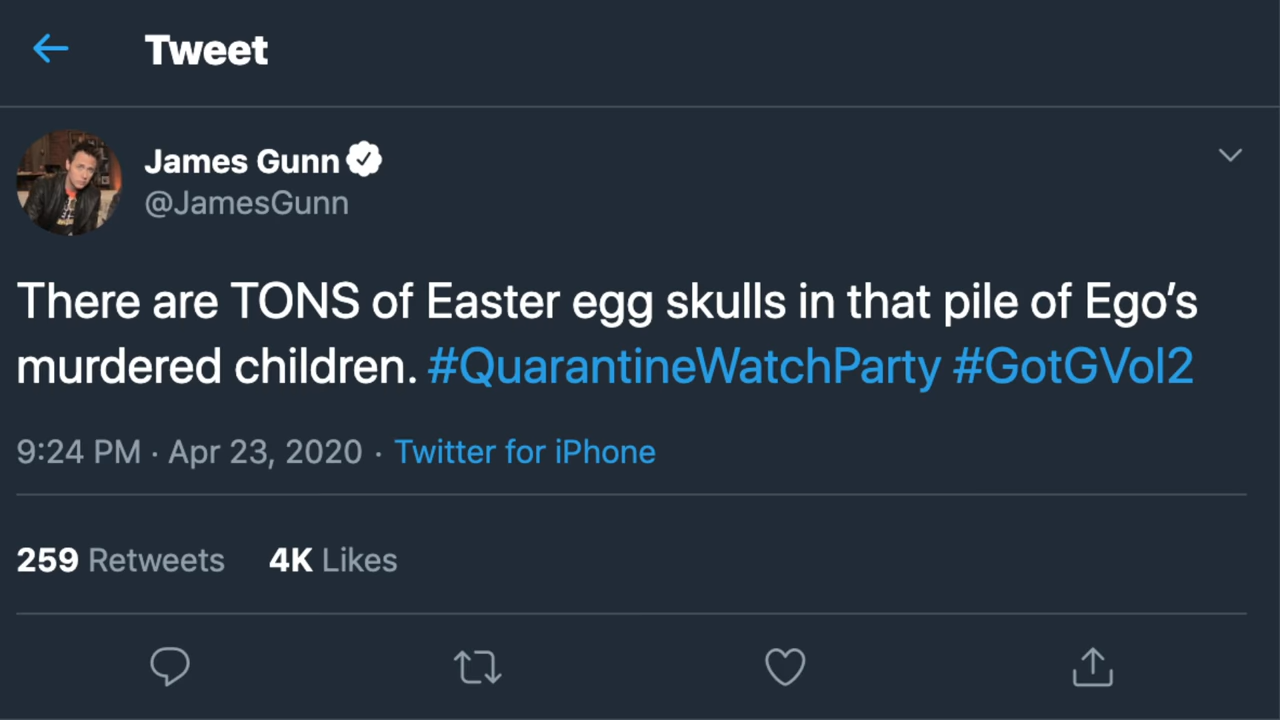 Tweet
James Gunn
@JamesGunn
There are TONS of Easter egg skulls in that pile of Ego’s
murdered children. #QuarantineWatchParty #GotGVol2
9:24 PM · Apr 23, 2020 · Twitter for iPhone
259 Retweets 4K Likes